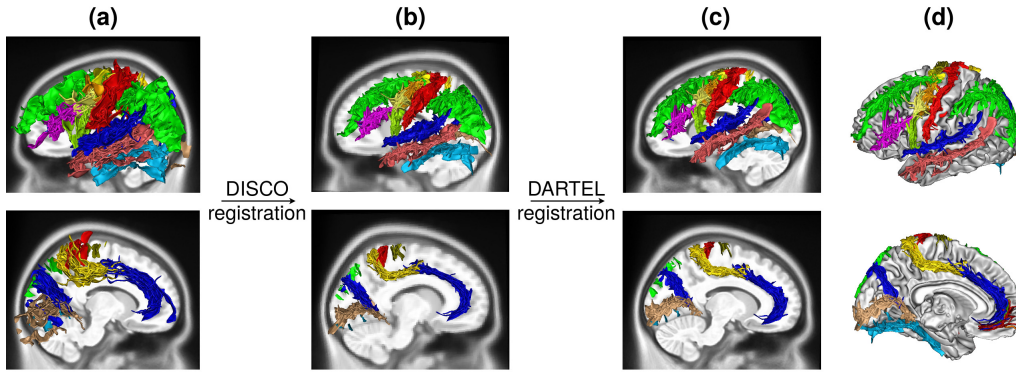 (a)
(b)
(c)
(d)
DISCO
registration
DARTEL
registration